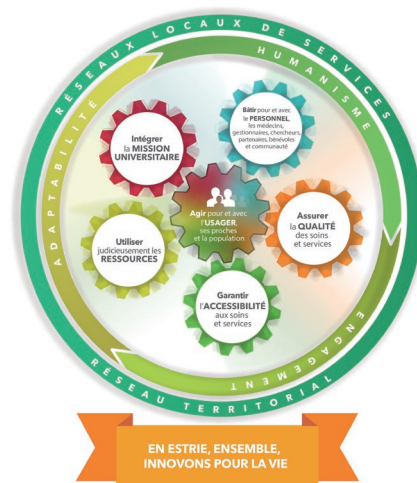 RÉSEAUX LOCAUX DE SERVICES
HUMANISME
ADAPTABILITÉ
Bâtir pour et avec
le PERSONNEL,
les médecins,
gestionnaires, chercheurs,
partenaires, bénévoles
et communauté
Intégrer
la MISSION
UNIVERSITAIRE
Agir pour et avec
l'USAGER,
ses proches
et la population
Assurer
la QUALITÉ
des soins
et services
Utiliser
judicieusement les
RESSOURCES
Garantir
l'ACCESSIBILITÉ
aux soins
et services
ENGAGEMENT
RÉSEAU TERRITORIAL
EN ESTRIE, ENSEMBLE,
INNOVONS POUR LA VIE